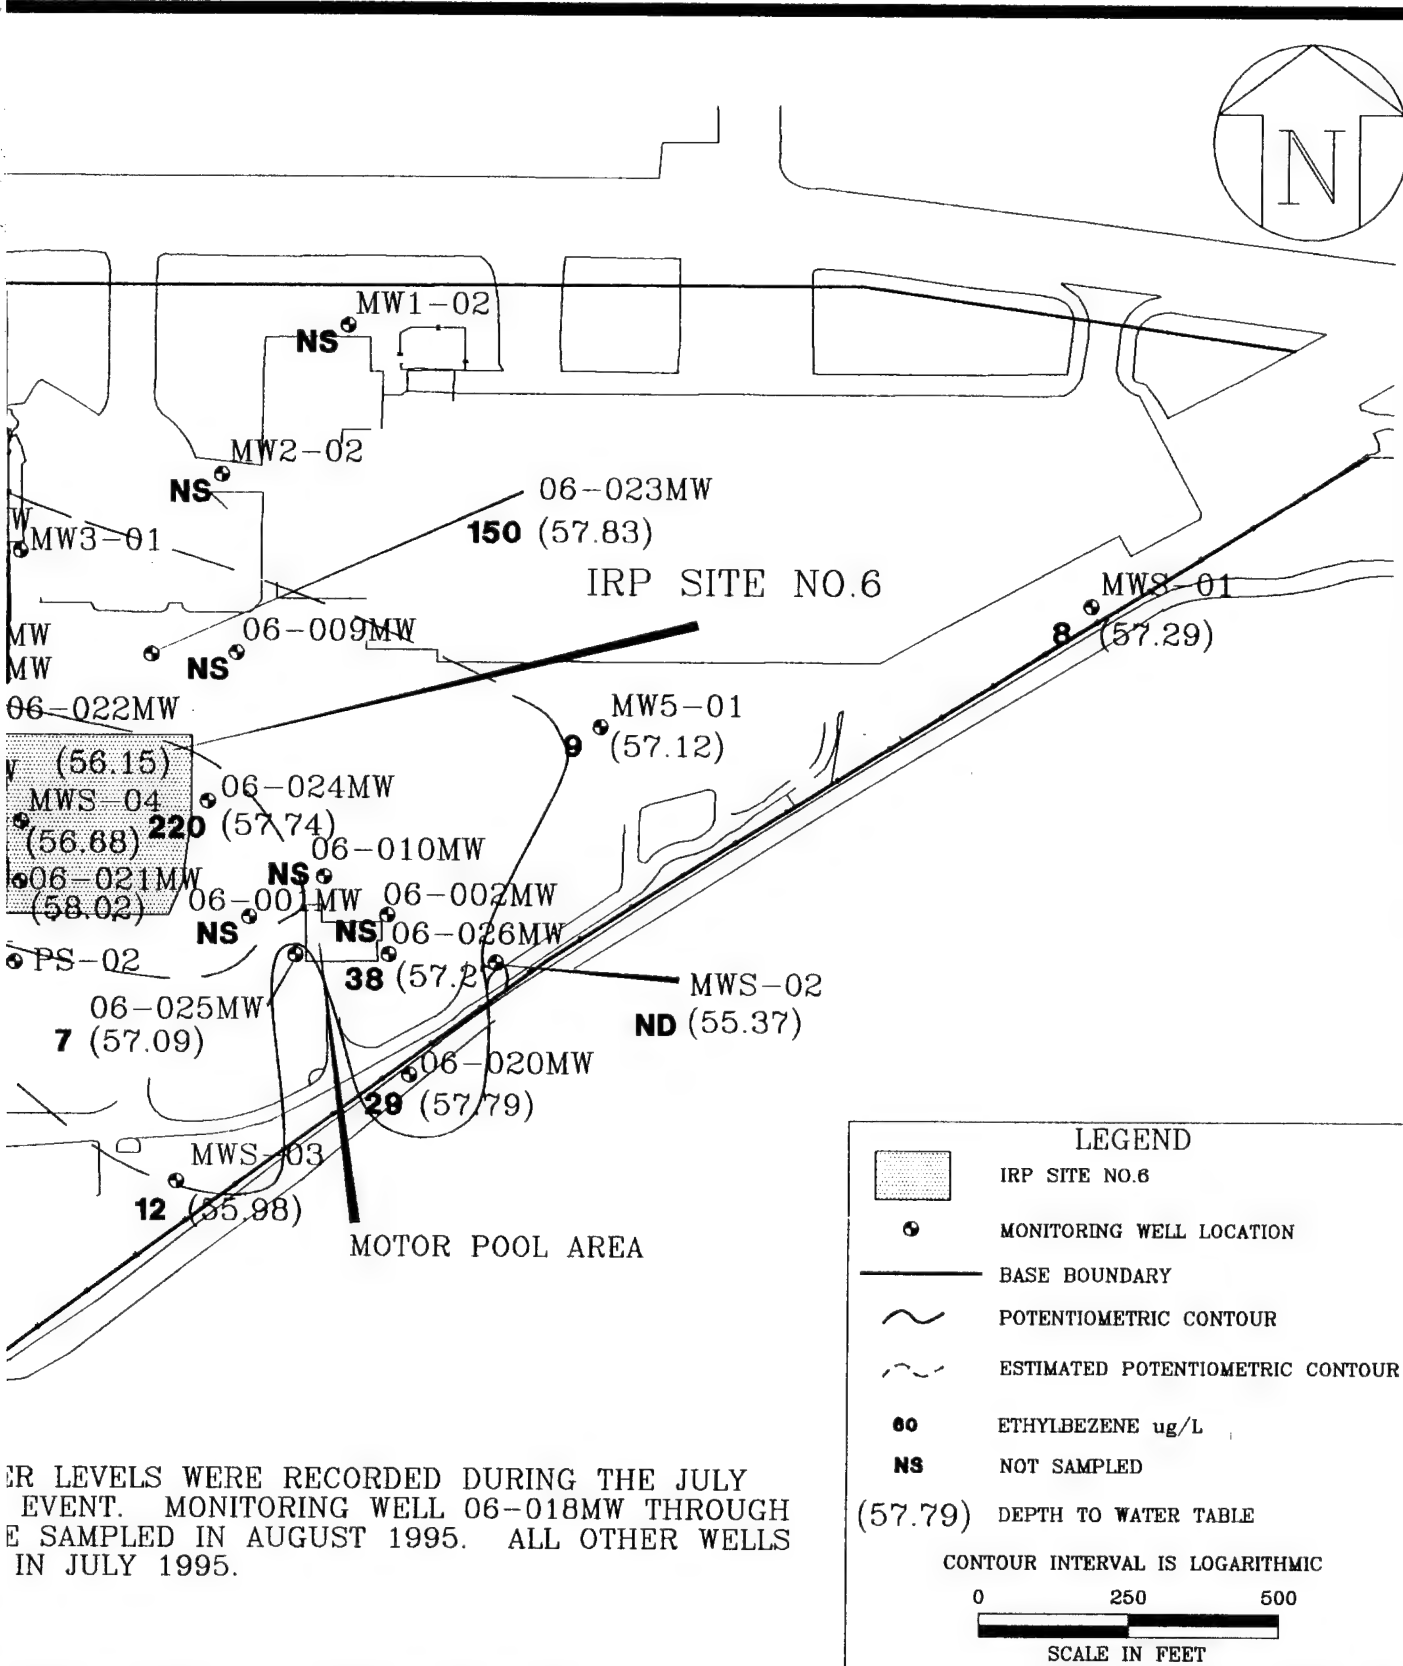 N
MW1-02
NS
MW2-02
NS
06-023MW
150 (57.83)
W
MW3-01
IRP SITE NO.6
MWS-01
8 (57.29)
MW
MW
06-009MW
NS
06-022MW
(56.15)
MW5-01
9 (57.12)
W
MWS-04
(56.68)
06-024MW
220 (57.74)
06-010MW
NS
06-021MW
(58.02)
06-001MW
NS
06-002MW
NS
06-026MW
38 (57.2
PS-02
MWS-02
ND (55.37)
06-025MW
7 (57.09)
06-020MW
29 (57.79)
MWS-03
12 (55.98)
MOTOR POOL AREA
LEGEND
IRP SITE NO.6
MONITORING WELL LOCATION
BASE BOUNDARY
POTENTIOMETRIC CONTOUR
ESTIMATED POTENTIOMETRIC CONTOUR
60 ETHYLBEZENE ug/L
NS NOT SAMPLED
(57.79) DEPTH TO WATER TABLE
CONTOUR INTERVAL IS LOGARITHMIC
0 250 500
SCALE IN FEET
ER LEVELS WERE RECORDED DURING THE JULY
EVENT. MONITORING WELL 06-018MW THROUGH
E SAMPLED IN AUGUST 1995. ALL OTHER WELLS
IN JULY 1995.